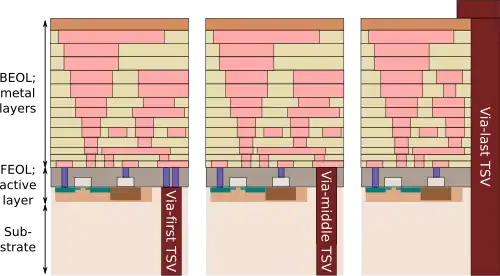 BEOL;
metal
layers
FEOL;
active
layer
Sub-
strate
Via-first TSV
Via-middle TSV
Via-last TSV